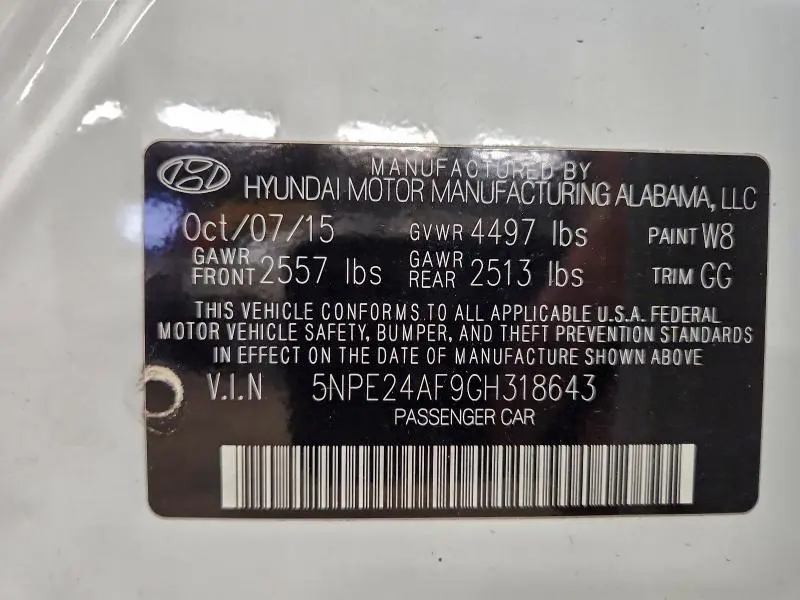 MANUFACTURED BY
HYUNDAI MOTOR MANUFACTURING ALABAMA, LLC
Oct/07/15 GVWR 4497 lbs PAINT W8
GAWR FRONT 2557 lbs GAWR REAR 2513 lbs TRIM GG
THIS VEHICLE CONFORMS TO ALL APPLICABLE U.S.A. FEDERAL
MOTOR VEHICLE SAFETY, BUMPER, AND THEFT PREVENTION STANDARDS
IN EFFECT ON THE DATE OF MANUFACTURE SHOWN ABOVE.
V.I.N 5NPE24AF9GH318643
PASSENGER CAR